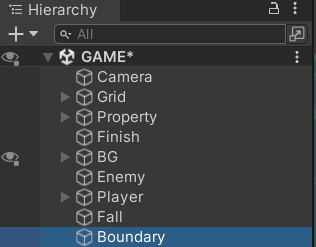 Hierarchy
All
GAME*
Camera
Grid
Property
Finish
BG
Enemy
Player
Fall
Boundary